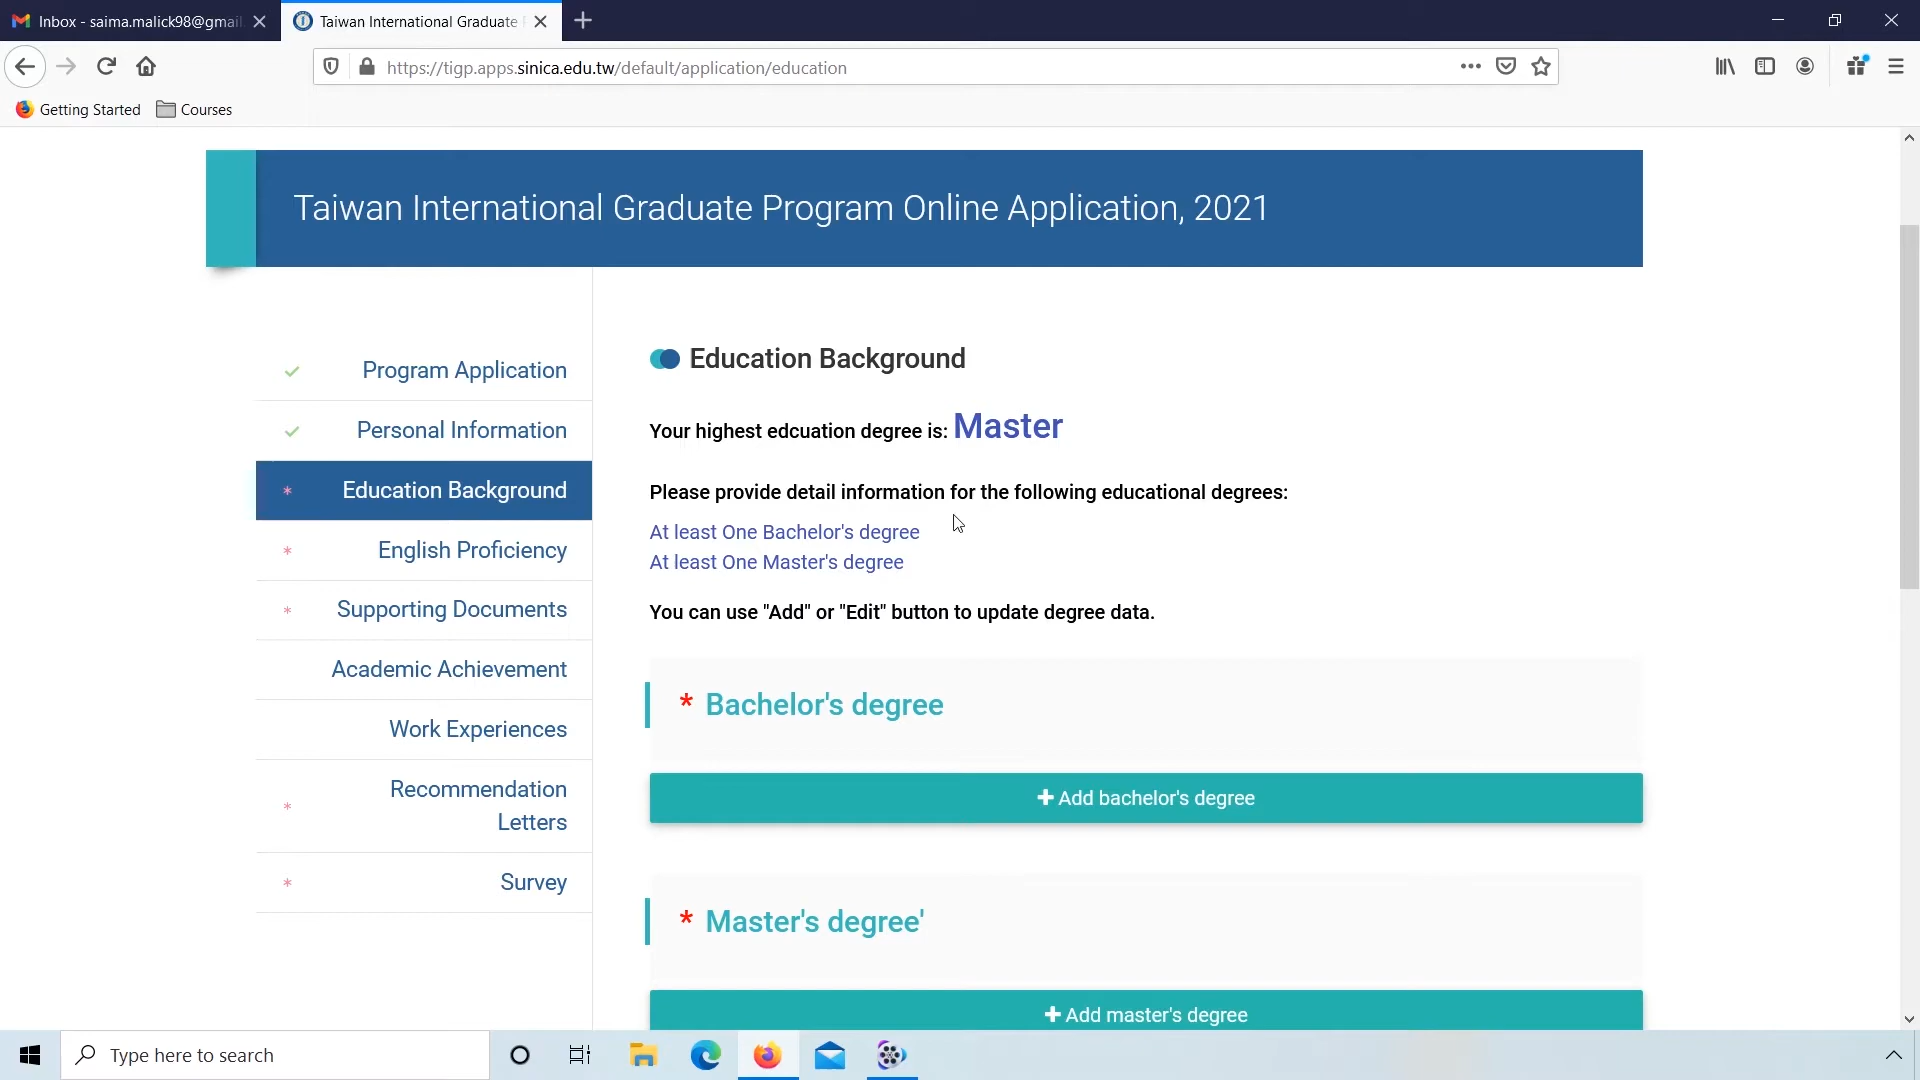 Inbox - saima.malick98@gmail.
Taiwan International Graduate
https://tigp.apps.sinica.edu.tw/default/application/education
Getting Started
Courses
Taiwan International Graduate Program Online Application, 2021
Program Application
Personal Information
* Education Background
* English Proficiency
* Supporting Documents
Academic Achievement
Work Experiences
* Recommendation
Letters
* Survey
Education Background
Your highest edcuation degree is: Master
Please provide detail information for the following educational degrees:
At least One Bachelor's degree
At least One Master's degree
You can use "Add" or "Edit" button to update degree data.
* Bachelor's degree
Add bachelor's degree
* Master's degree'
Add master's degree
Type here to search